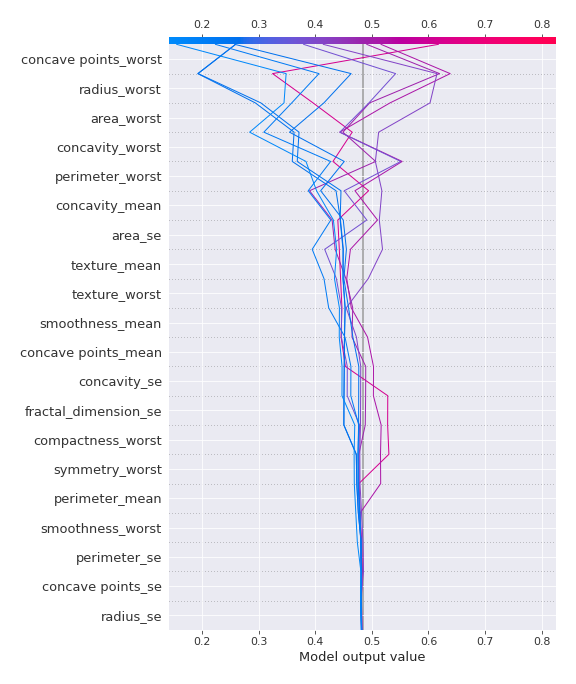 0.2 0.3 0.4 0.5 0.6 0.7 0.8
concave points_worst
radius_worst
area_worst
concavity_worst
perimeter_worst
concavity_mean
area_se
texture_mean
texture_worst
smoothness_mean
concave points_mean
concavity_se
fractal_dimension_se
compactness_worst
symmetry_worst
perimeter_mean
smoothness_worst
perimeter_se
concave points_se
radius_se
0.2 0.3 0.4 0.5 0.6 0.7 0.8
Model output value